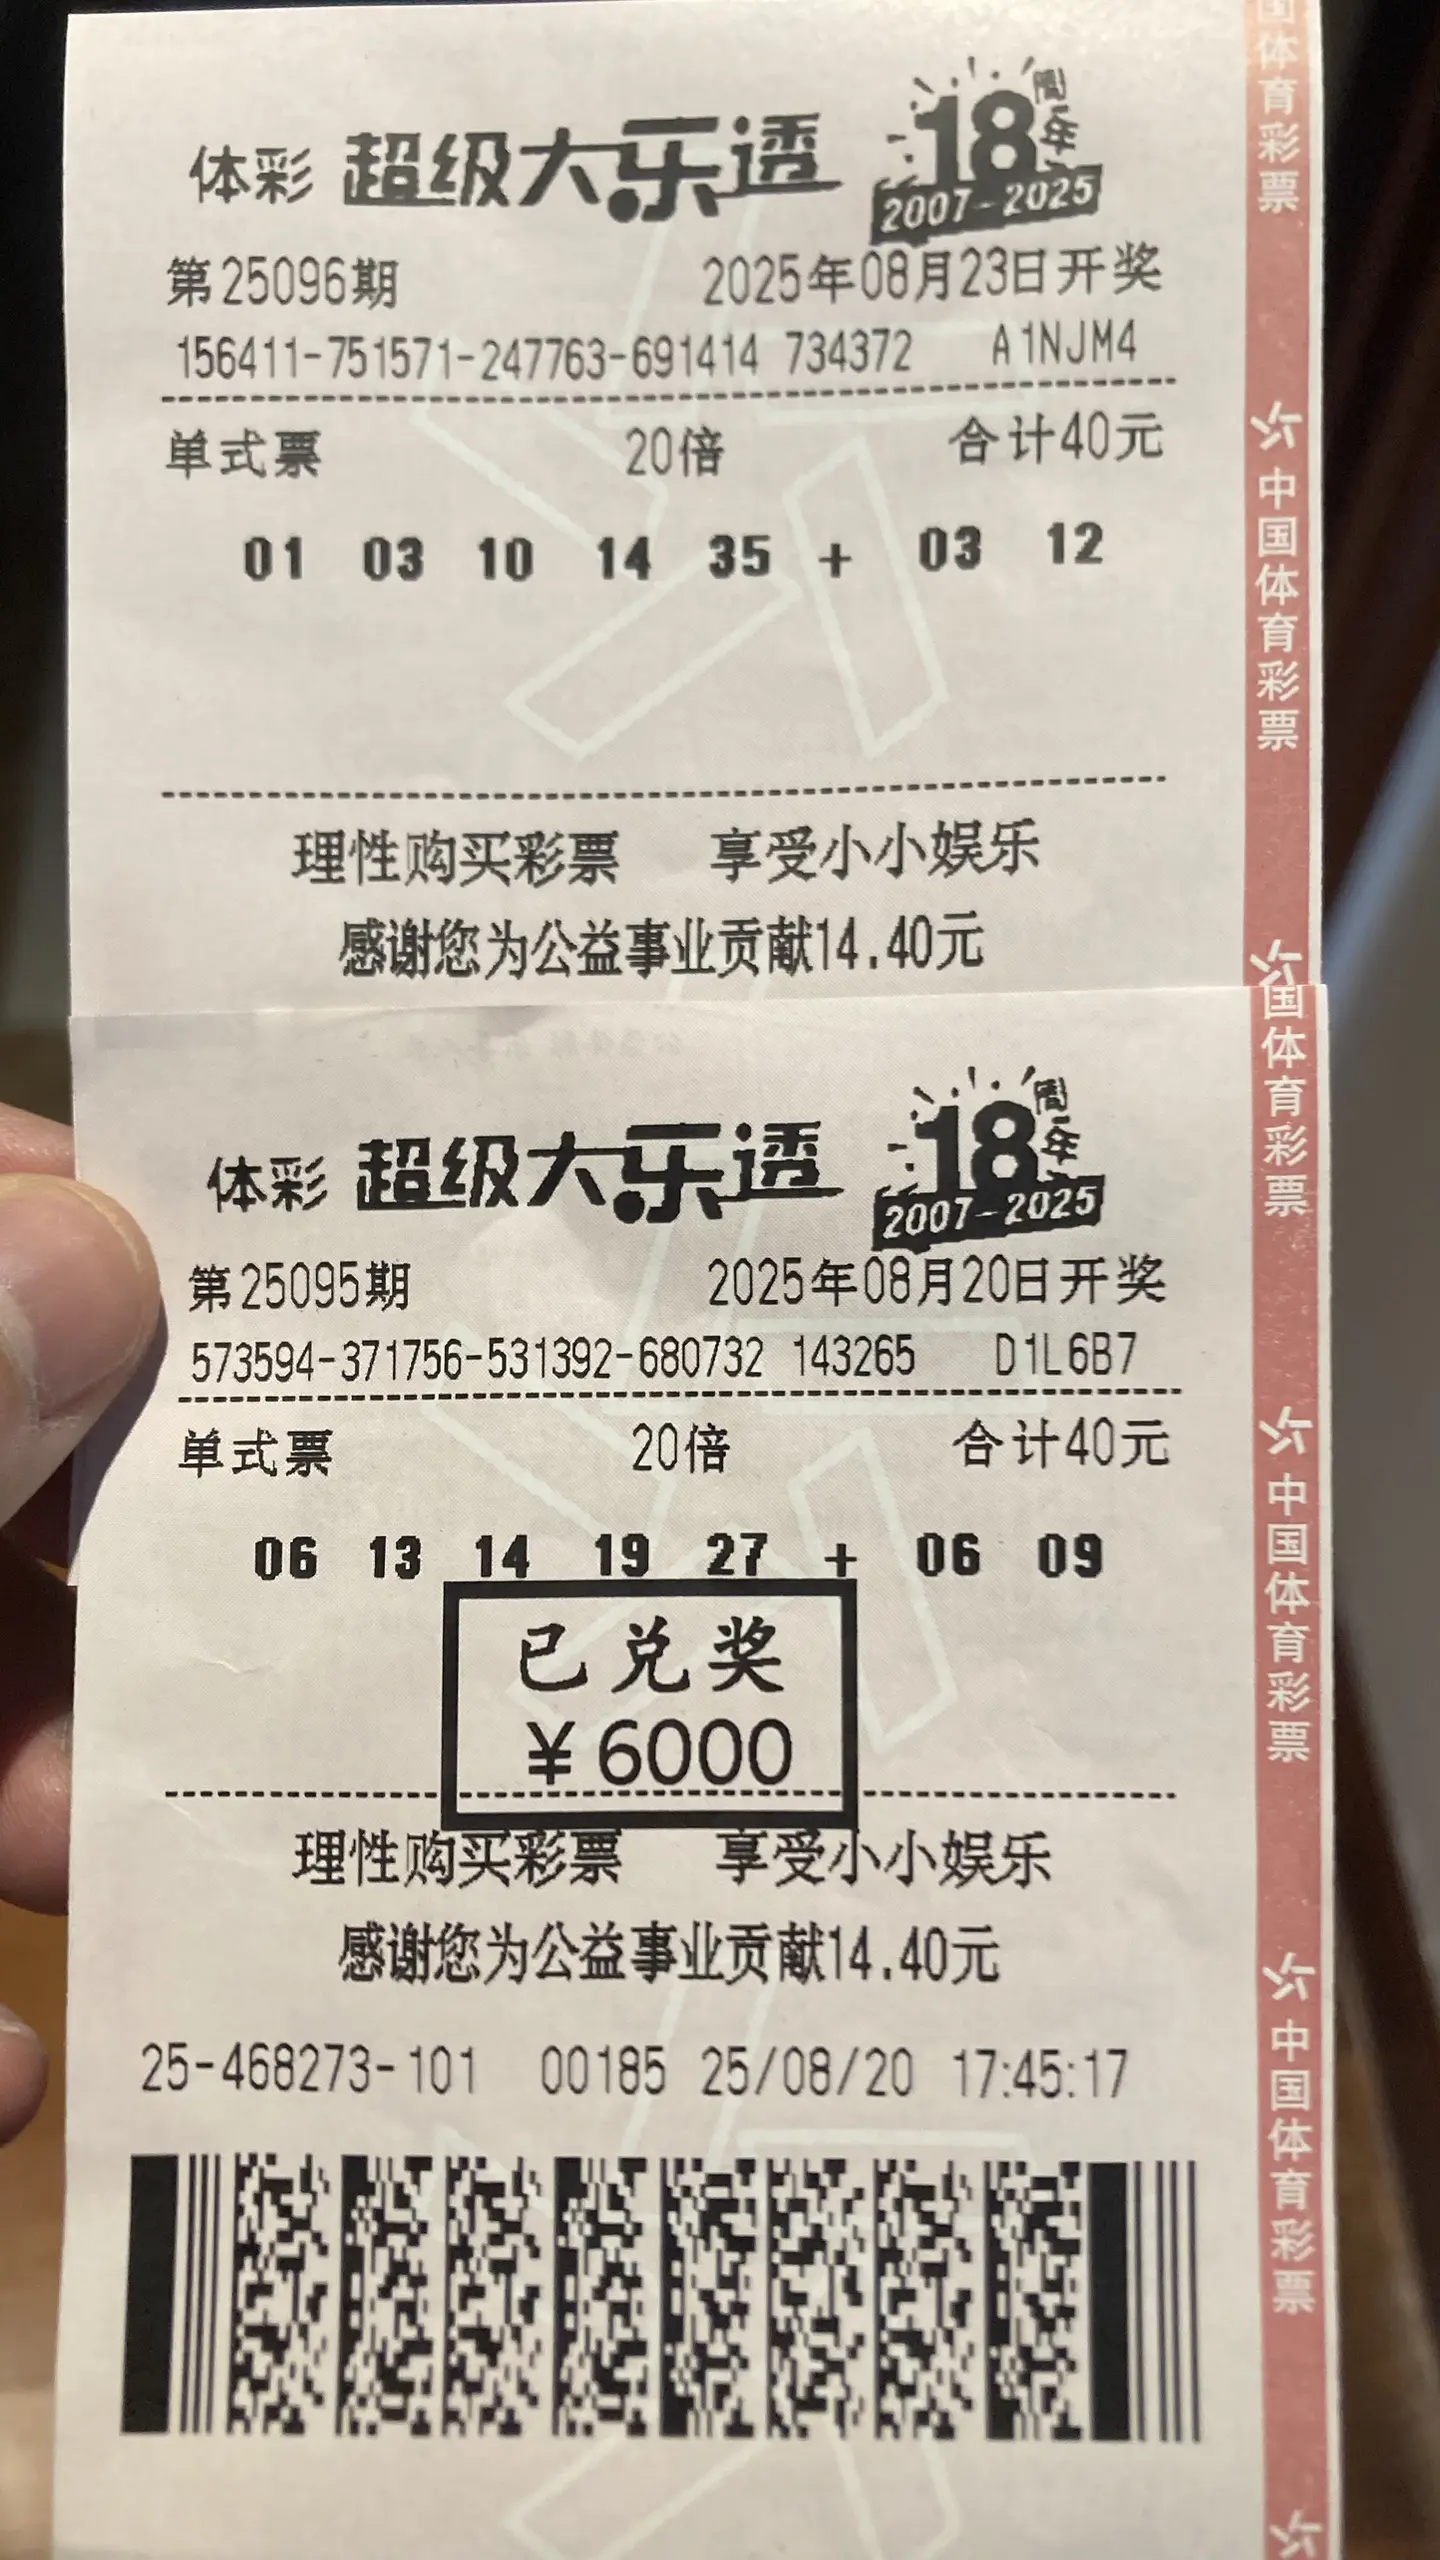 体彩 超级大乐透 18周年
2007-2025
第25096期 2025年08月23日开奖
156411-751571-247763-691414 734372 A1NJM4
单式票 20倍 合计40元
01 03 10 14 35 + 03 12
理性购买彩票 享受小小娱乐
感谢您为公益事业贡献14.40元
国体育彩票
中国体育彩票
体彩 超级大乐透 18周年
2007-2025
第25095期 2025年08月20日开奖
573594-371756-531392-680732 143265 D1L6B7
单式票 20倍 合计40元
06 13 14 19 27 + 06 09
已兑奖
¥6000
理性购买彩票 享受小小娱乐
感谢您为公益事业贡献14.40元
25-468273-101 00185 25/08/20 17:45:17
国体育彩票
中国体育彩票
中国体育彩票